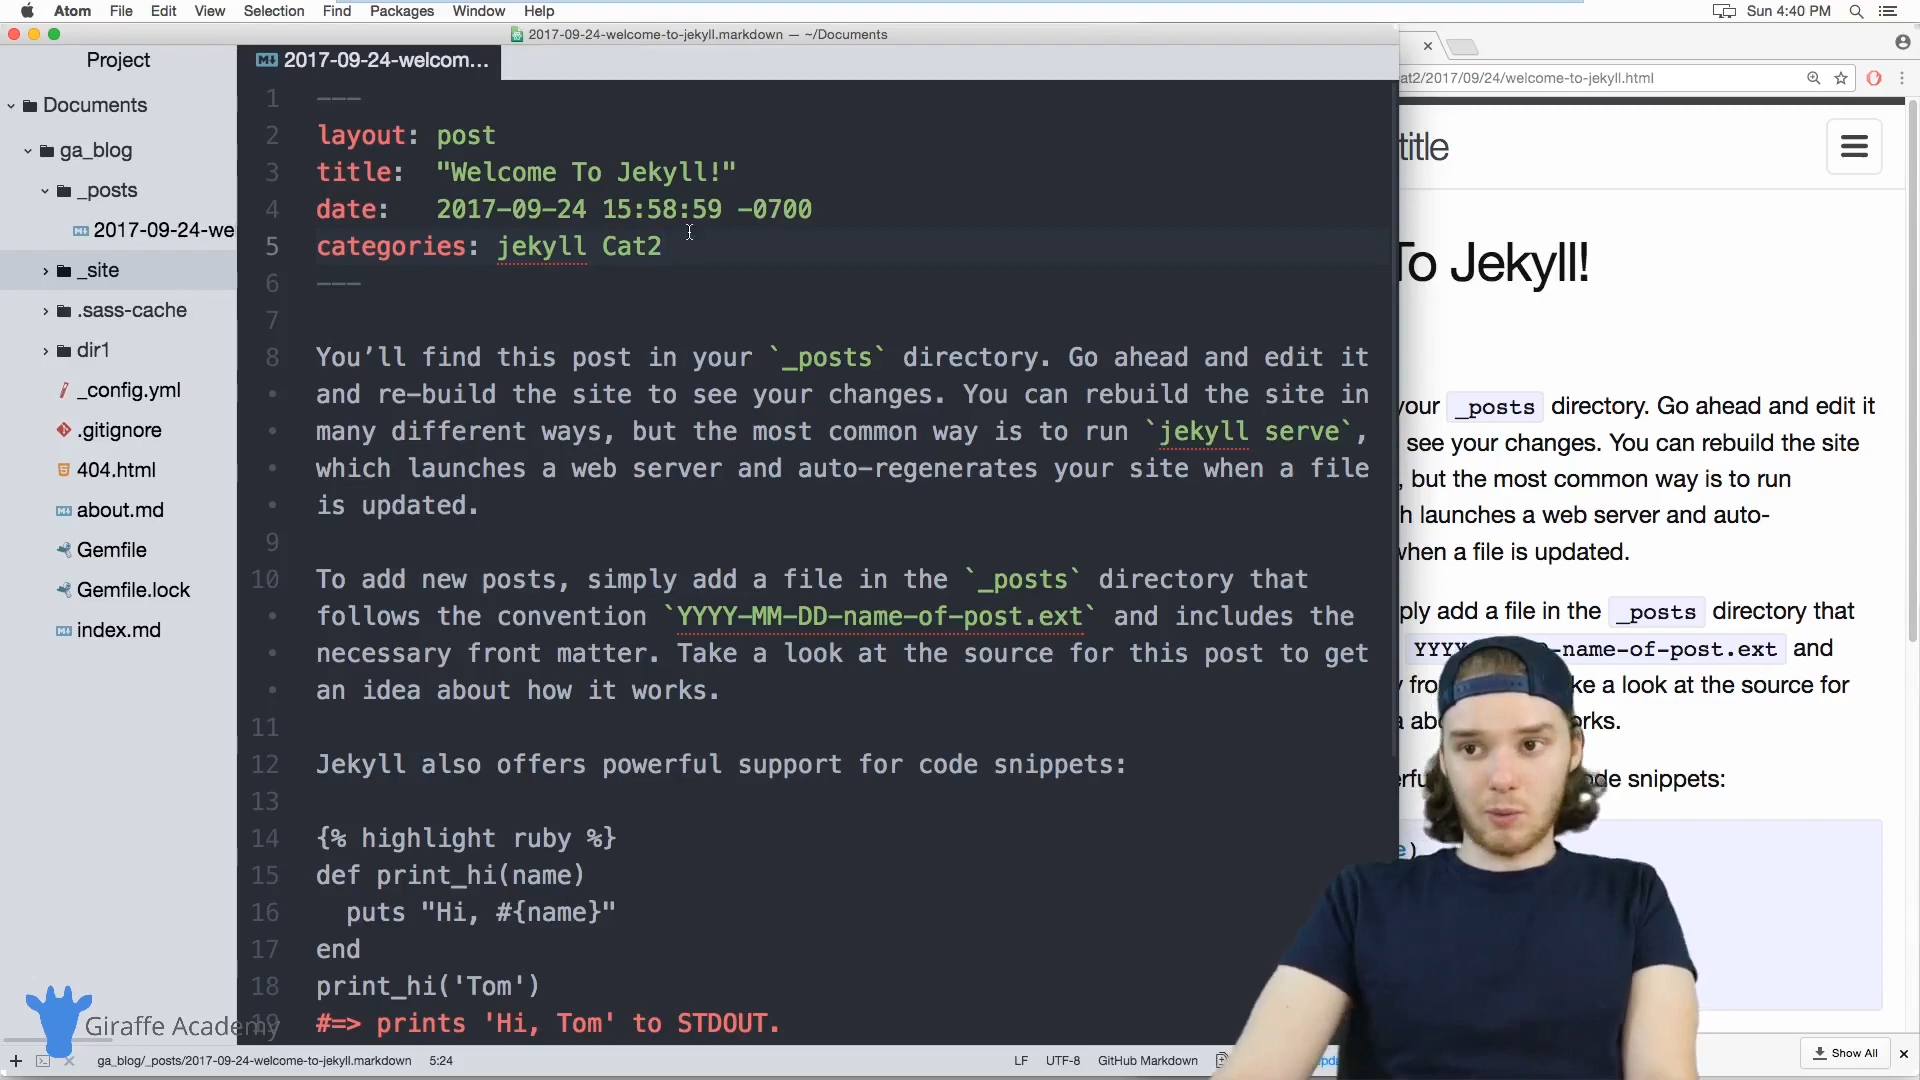 Atom File Edit View Selection Find Packages Window Help Sun 4:40 PM
2017-09-24-welcome-to-jekyll.markdown — ~/Documents
Project
Documents
ga_blog
_posts
2017-09-24-we
_site
.sass-cache
dir1
_config.yml
.gitignore
404.html
about.md
Gemfile
Gemfile.lock
index.md
2017-09-24-welcom...
1 ---
2 layout: post
3 title: "Welcome To Jekyll!"
4 date: 2017-09-24 15:58:59 -0700
5 categories: jekyll Cat2
6 ---
7
8 You’ll find this post in your `_posts` directory. Go ahead and edit it
and re-build the site to see your changes. You can rebuild the site in
many different ways, but the most common way is to run `jekyll serve`,
which launches a web server and auto-regenerates your site when a file
is updated.
9
10 To add new posts, simply add a file in the `_posts` directory that
follows the convention `YYYY-MM-DD-name-of-post.ext` and includes the
necessary front matter. Take a look at the source for this post to get
an idea about how it works.
11
12 Jekyll also offers powerful support for code snippets:
13
14 {% highlight ruby %}
15 def print_hi(name)
16 puts "Hi, #{name}"
17 end
18 print_hi('Tom')
19 #=> prints 'Hi, Tom' to STDOUT.
at2/2017/09/24/welcome-to-jekyll.html
title
To Jekyll!
your _posts directory. Go ahead and edit it
see your changes. You can rebuild the site
, but the most common way is to run
h launches a web server and auto-
when a file is updated.
ply add a file in the _posts directory that
YYYY -name-of-post.ext and
ke a look at the source for
rks.
de snippets:
e)
Giraffe Academy
ga_blog/_posts/2017-09-24-welcome-to-jekyll.markdown 5:24
LF UTF-8 GitHub Markdown
Show All